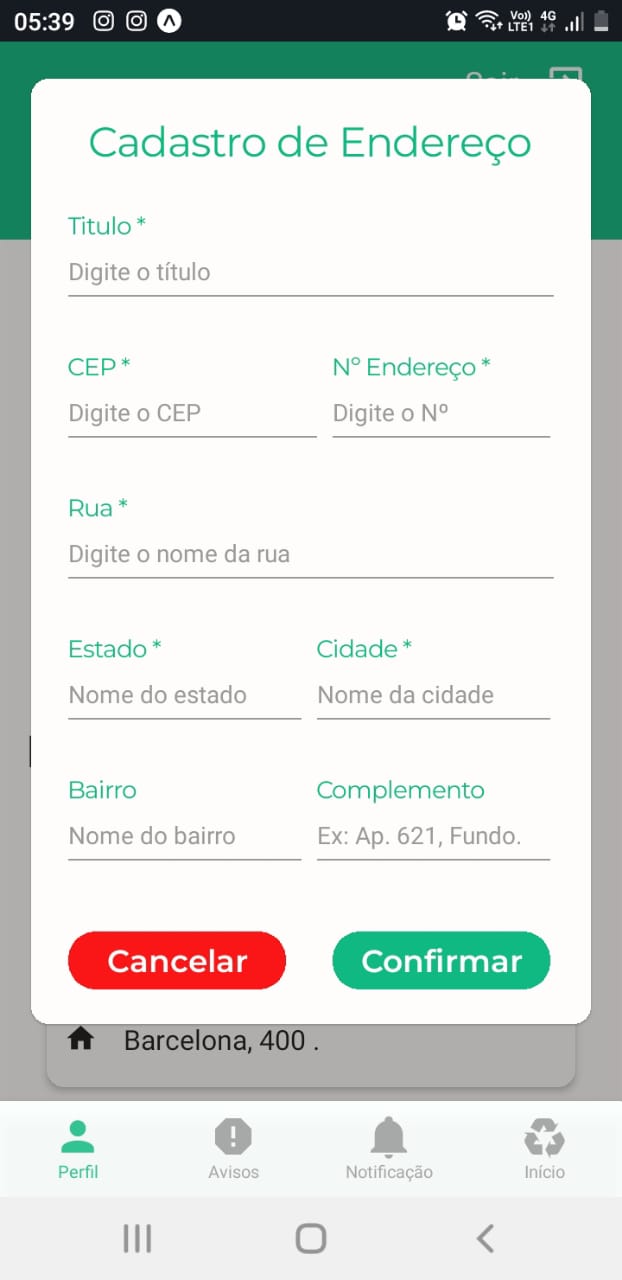 05:39 Vo)) LTE1 4G
Cadastro de Endereço
Titulo *
Digite o título
CEP * Nº Endereço *
Digite o CEP Digite o Nº
Rua *
Digite o nome da rua
Estado * Cidade *
Nome do estado Nome da cidade
Bairro Complemento
Nome do bairro Ex: Ap. 621, Fundo.
Cancelar Confirmar
Barcelona, 400 .
Perfil Avisos Notificação Início